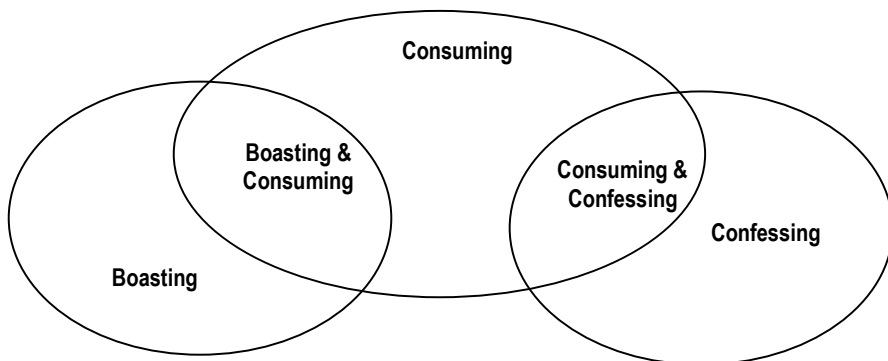 Consuming
Boasting &
Consuming
Consuming &
Confessing
Confessing
Boasting